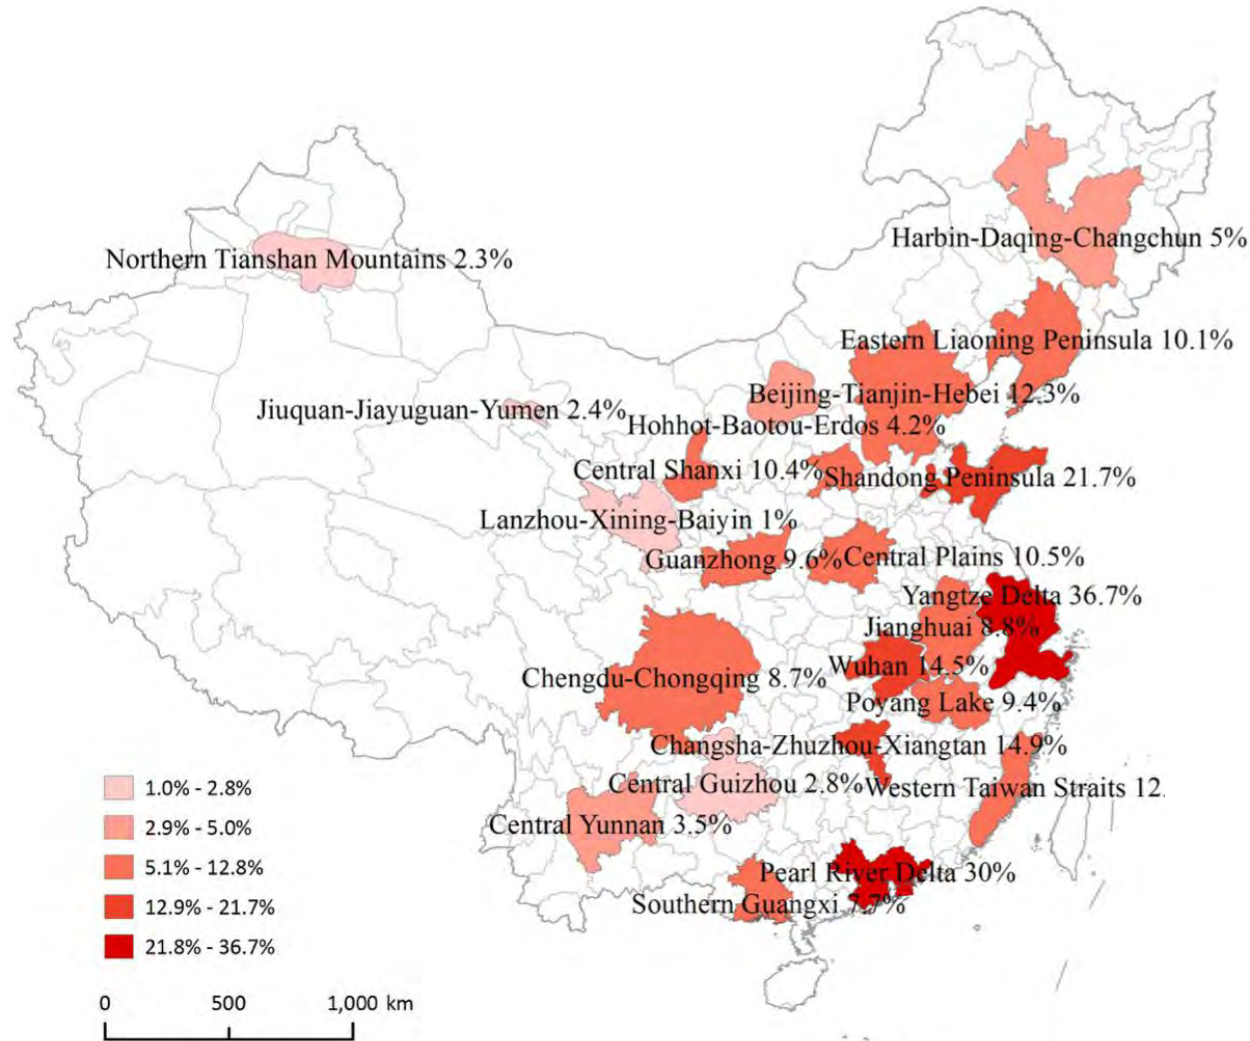 Harbin-Daqing-Changchun 5%
Northern Tianshan Mountains 2.3%
Eastern Liaoning Peninsula 10.1%
Beijing-Tianjin-Hebei 12.3%
Jiuquan-Jiayuguan-Yumen 2.4%
Hohhot-Baotou-Erdos 4.2%
Central Shanxi 10.4%
Shandong Peninsula 21.7%
Lanzhou-Xining-Baiyin 1%
Guanzhong 9.6%
Central Plains 10.5%
Yangtze Delta 36.7%
Jianghuai 8.8%
Wuhan 14.5%
Chengdu-Chongqing 8.7%
Poyang Lake 9.4%
Changsha-Zhuzhou-Xiangtan 14.9%
Central Guizhou 2.8%
Western Taiwan Straits 12.
Central Yunnan 3.5%
Pearl River Delta 30%
Southern Guangxi 7.7%
1.0% - 2.8%
2.9% - 5.0%
5.1% - 12.8%
12.9% - 21.7%
21.8% - 36.7%
0 500 1,000 km